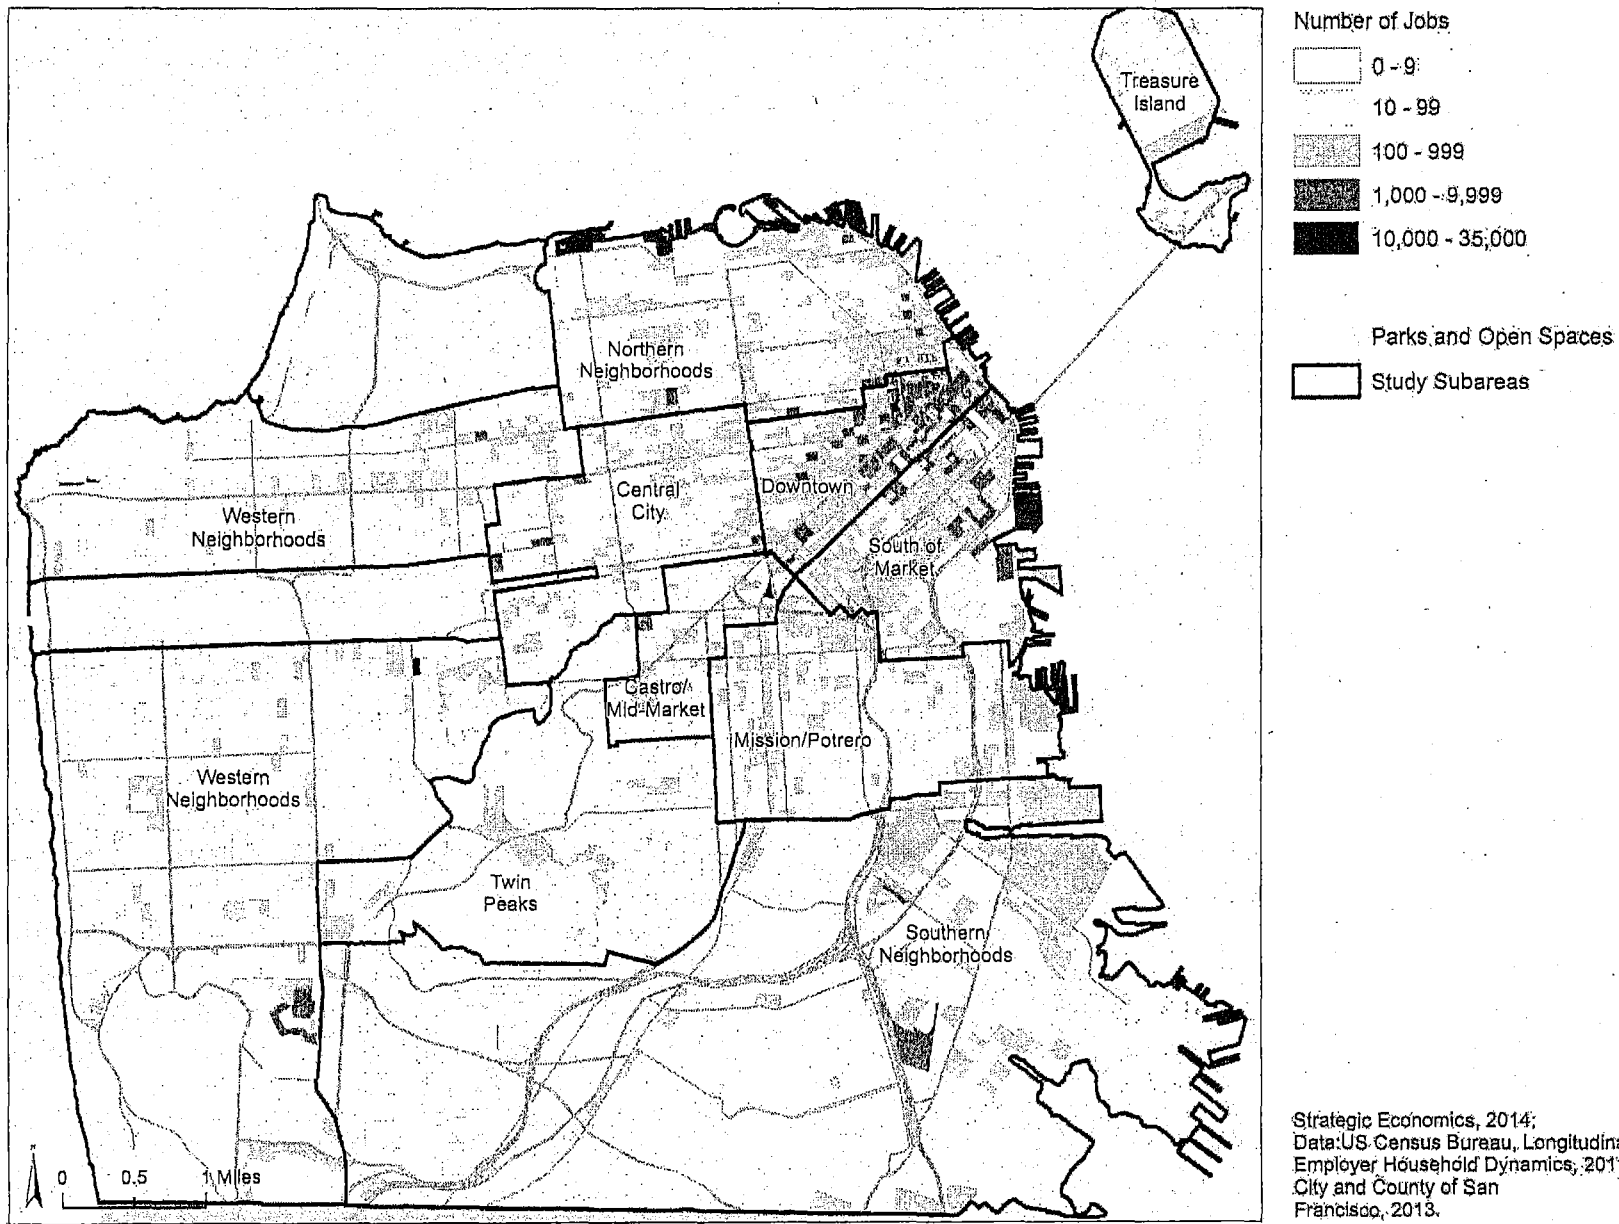 Number of Jobs
0 - 9
10 - 99
100 - 999
1,000 - 9,999
10,000 - 35,000
Parks and Open Spaces
Study Subareas
Treasure
Island
Northern
Neighborhoods
Central
City
Downtown
Western
Neighborhoods
South of
Market
Castro/
Mid-Market
Mission/Potrero
Western
Neighborhoods
Twin
Peaks
Southern
Neighborhoods
0 0.5 1 Miles
Strategic Economics, 2014;
Data:US Census Bureau, Longitudina
Employer Household Dynamics, 201
City and County of San
Francisco, 2013.